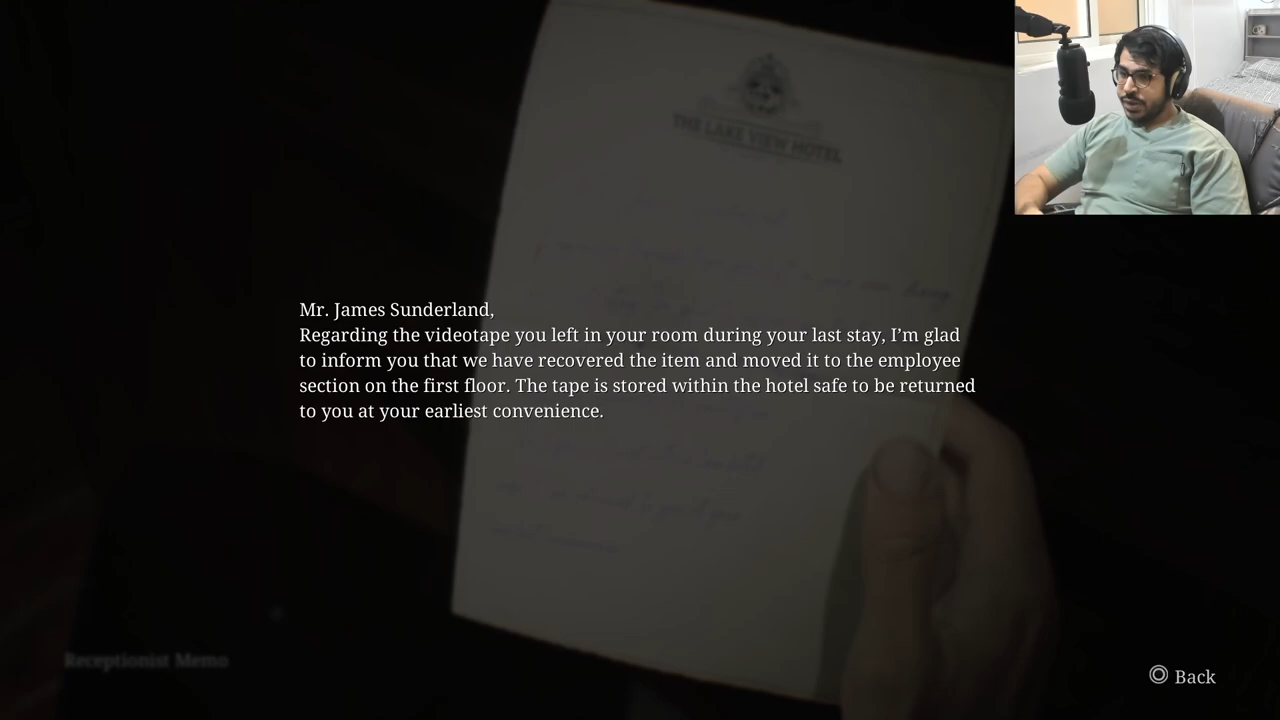 THE LAKE VIEW HOTEL
Mr. James Sunderland,
Regarding the videotape you left in your room during your last stay, I’m glad
to inform you that we have recovered the item and moved it to the employee
section on the first floor. The tape is stored within the hotel safe to be returned
to you at your earliest convenience.
Receptionist Memo
Back